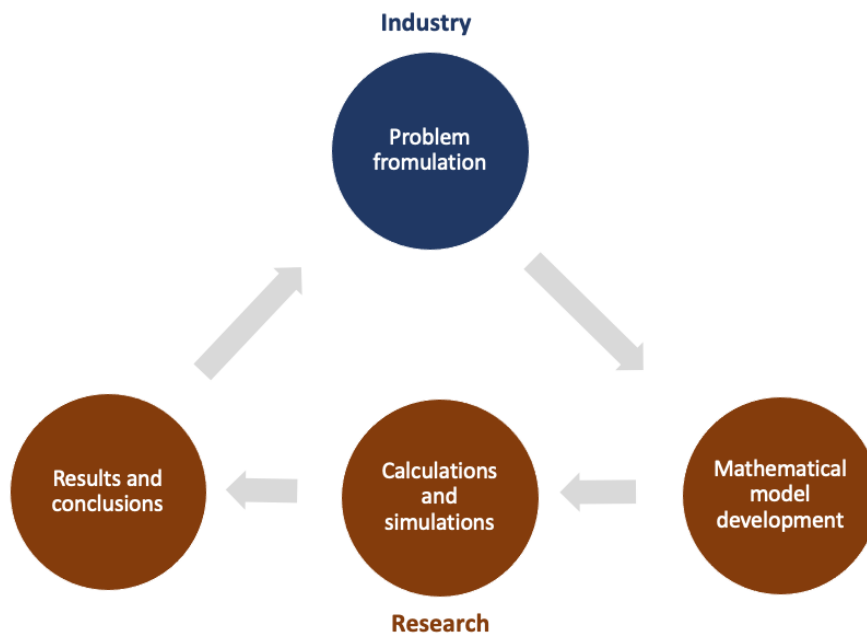 Industry
Problem
fromulation
Results and
conclusions
Calculations
and
simulations
Mathematical
model
development
Research